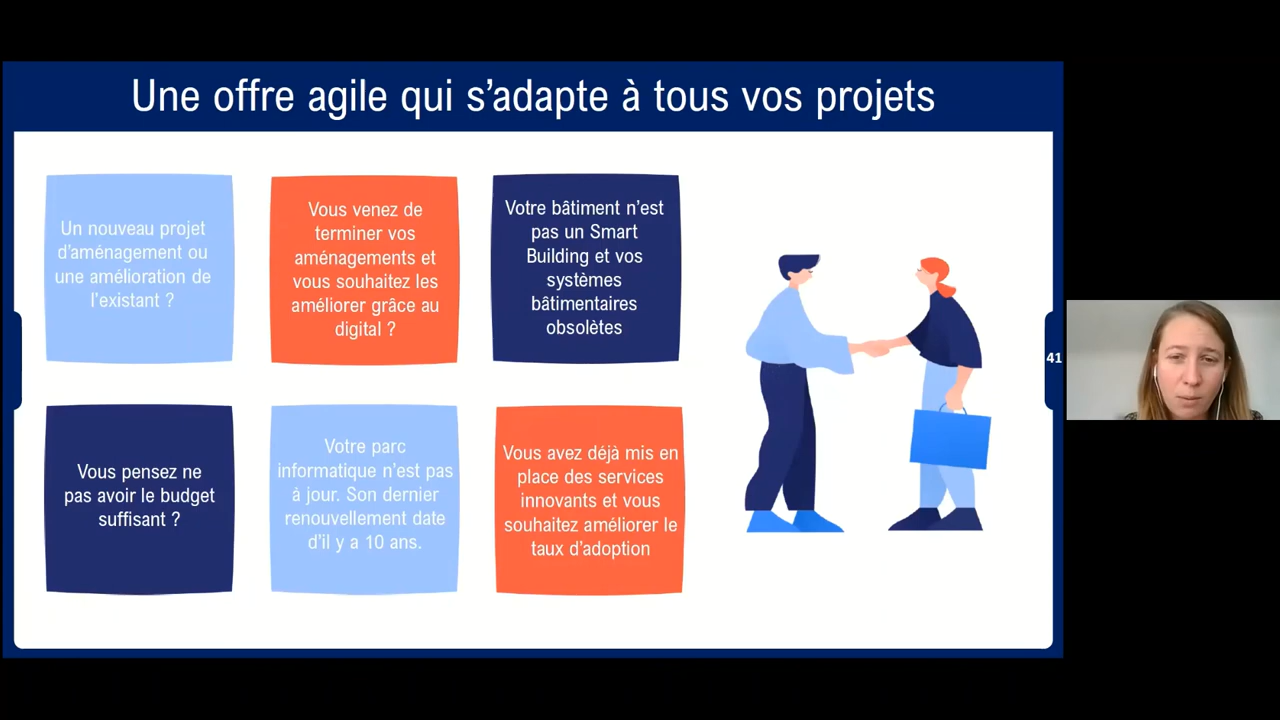 Une offre agile qui s’adapte à tous vos projets
Un nouveau projet
d’aménagement ou
une amélioration de
l’existant ?
Vous venez de
terminer vos
aménagements et
vous souhaitez les
améliorer grâce au
digital ?
Votre bâtiment n’est
pas un Smart
Building et vos
systèmes
bâtimentaires
obsolètes
Vous pensez ne
pas avoir le budget
suffisant ?
Votre parc
informatique n’est pas
à jour. Son dernier
renouvellement date
d’il y a 10 ans.
Vous avez déjà mis en
place des services
innovants et vous
souhaitez améliorer le
taux d’adoption
41